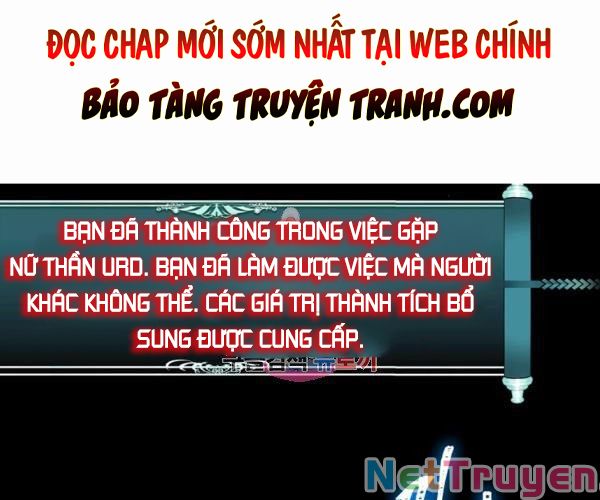 ĐỌC CHAP MỚI SỚM NHẤT TẠI WEB CHÍNH
BẢO TÀNG TRUYỆN TRANH.COM
BẠN ĐÃ THÀNH CÔNG TRONG VIỆC GẶP
NỮ THẦN URD. BẠN ĐÃ LÀM ĐƯỢC VIỆC MÀ NGƯỜI
KHÁC KHÔNG THỂ. CÁC GIÁ TRỊ THÀNH TÍCH BỔ
SUNG ĐƯỢC CUNG CẤP.
NetTruyen